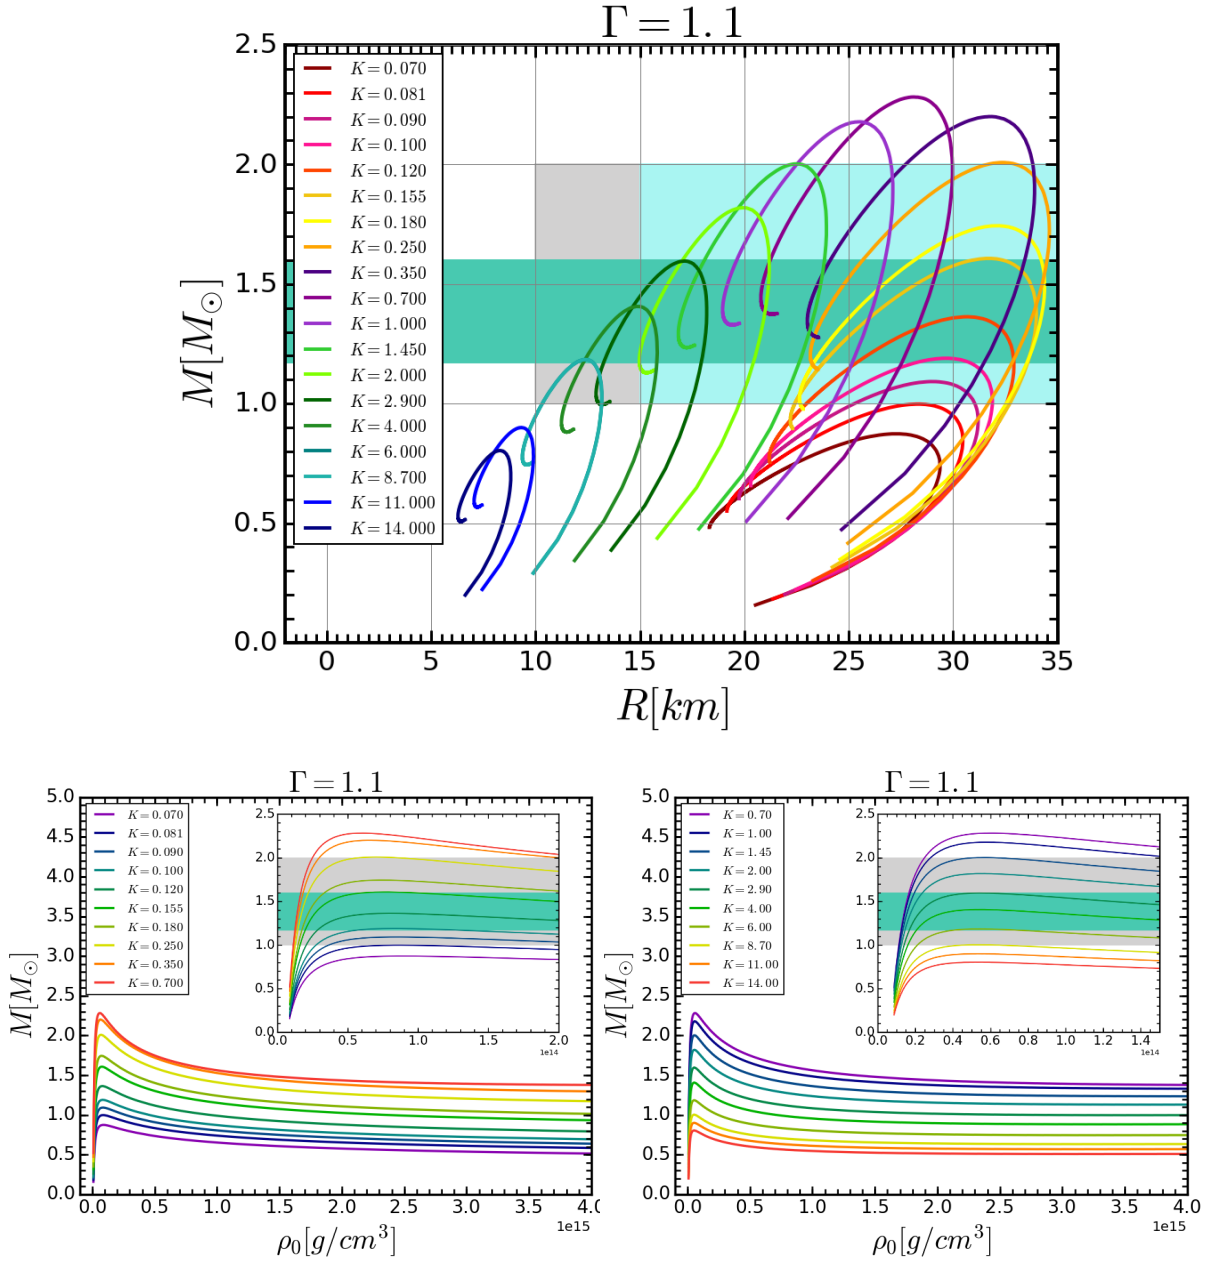 Γ = 1.1
2.5
2.0
1.5
1.0
0.5
0.0
M[M⊙]
K = 0.070
K = 0.081
K = 0.090
K = 0.100
K = 0.120
K = 0.155
K = 0.180
K = 0.250
K = 0.350
K = 0.700
K = 1.000
K = 1.450
K = 2.000
K = 2.900
K = 4.000
K = 6.000
K = 8.700
K = 11.000
K = 14.000
0 5 10 15 20 25 30 35
R[km]
Γ = 1.1
5.0
4.5
4.0
3.5
3.0
2.5
2.0
1.5
1.0
0.5
0.0
M[M⊙]
K = 0.070
K = 0.081
K = 0.090
K = 0.100
K = 0.120
K = 0.155
K = 0.180
K = 0.250
K = 0.350
K = 0.700
2.5
2.0
1.5
1.0
0.5
0.0
0.0 0.5 1.0 1.5 2.0
1e14
0.0 0.5 1.0 1.5 2.0 2.5 3.0 3.5 4.0
1e15
ρ0[g/cm³]
Γ = 1.1
5.0
4.5
4.0
3.5
3.0
2.5
2.0
1.5
1.0
0.5
0.0
M[M⊙]
K = 0.70
K = 1.00
K = 1.45
K = 2.00
K = 2.90
K = 4.00
K = 6.00
K = 8.70
K = 11.00
K = 14.00
2.5
2.0
1.5
1.0
0.5
0.0
0.0 0.2 0.4 0.6 0.8 1.0 1.2 1.4
1e14
0.0 0.5 1.0 1.5 2.0 2.5 3.0 3.5 4.0
1e15
ρ0[g/cm³]